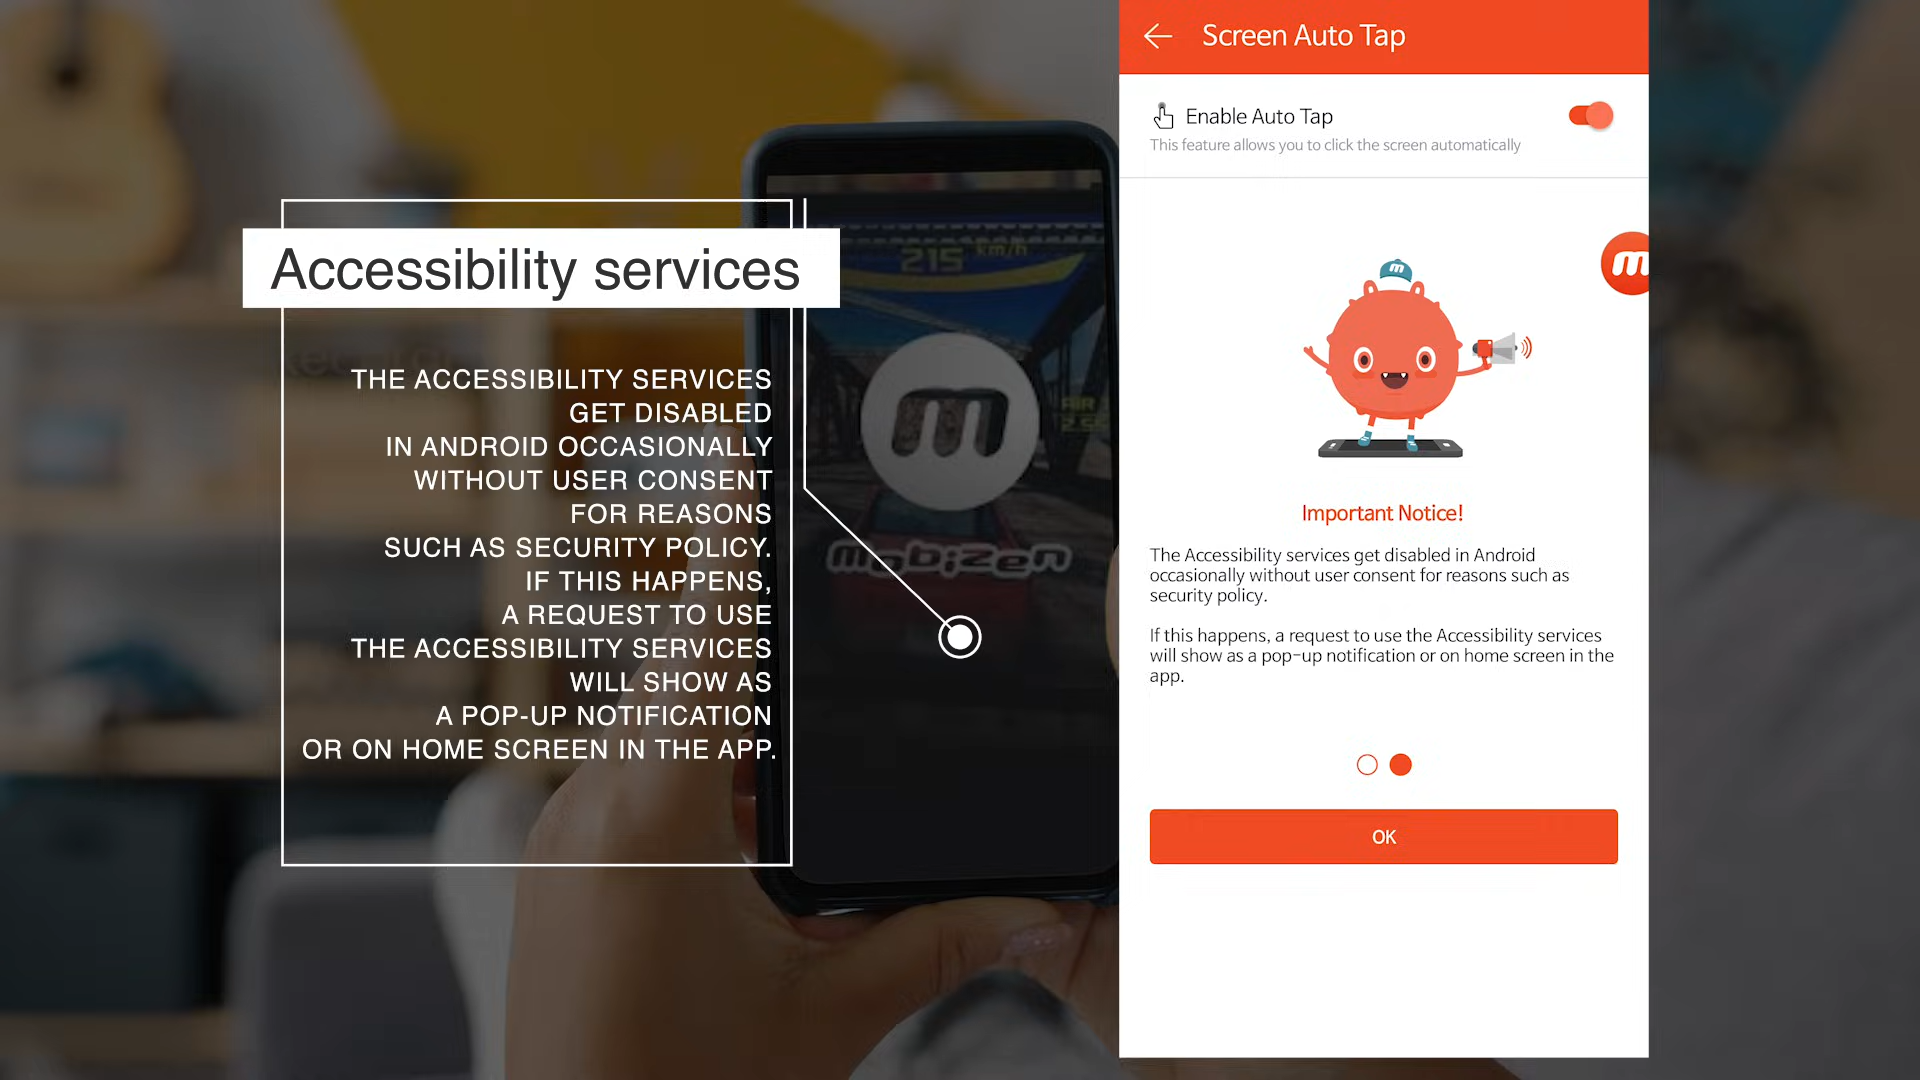 Accessibility services
THE ACCESSIBILITY SERVICES
GET DISABLED
IN ANDROID OCCASIONALLY
WITHOUT USER CONSENT
FOR REASONS
SUCH AS SECURITY POLICY.
IF THIS HAPPENS,
A REQUEST TO USE
THE ACCESSIBILITY SERVICES
WILL SHOW AS
A POP-UP NOTIFICATION
OR ON HOME SCREEN IN THE APP.
215 km/h
m
Mobizen
Screen Auto Tap
Enable Auto Tap
This feature allows you to click the screen automatically
m
m
Important Notice!
The Accessibility services get disabled in Android
occasionally without user consent for reasons such as
security policy.
If this happens, a request to use the Accessibility services
will show as a pop-up notification or on home screen in the
app.
OK